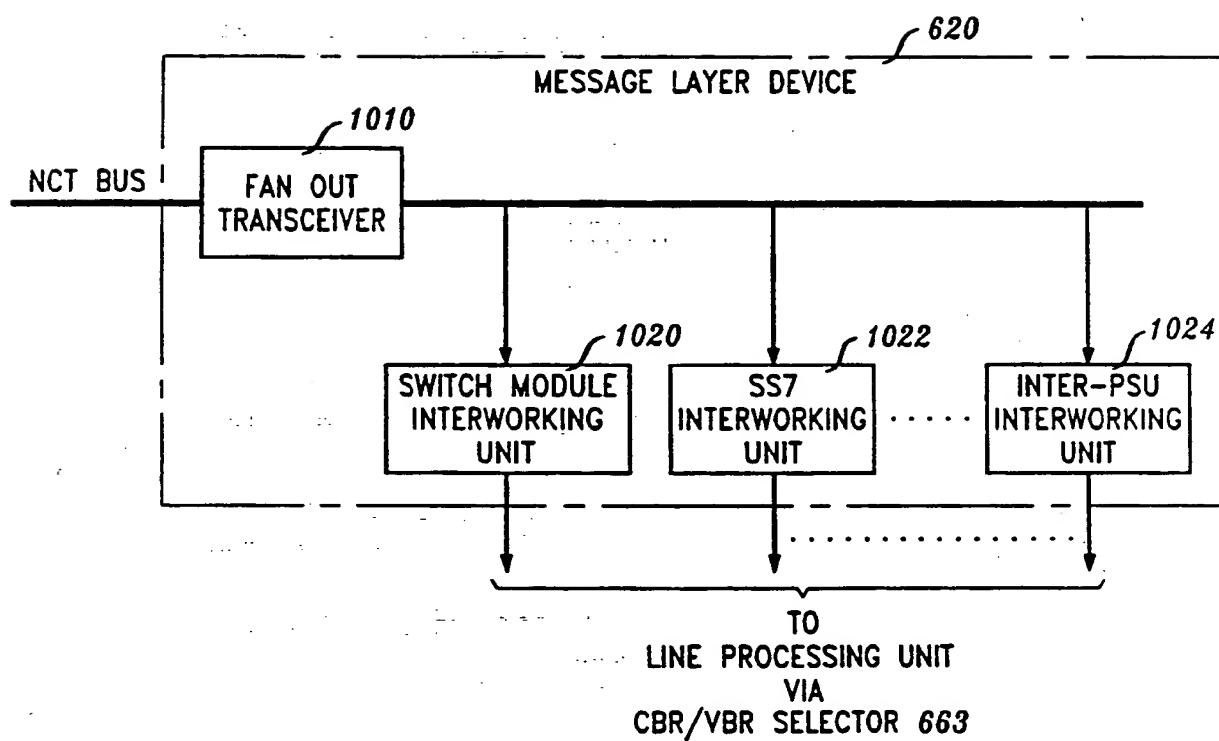 620
MESSAGE LAYER DEVICE
1010
NCT BUS
FAN OUT
TRANSCEIVER
1020
1022
1024
SWITCH MODULE
INTERWORKING
UNIT
SS7
INTERWORKING
UNIT
INTER-PSU
INTERWORKING
UNIT
TO
LINE PROCESSING UNIT
VIA
CBR/VBR SELECTOR 663